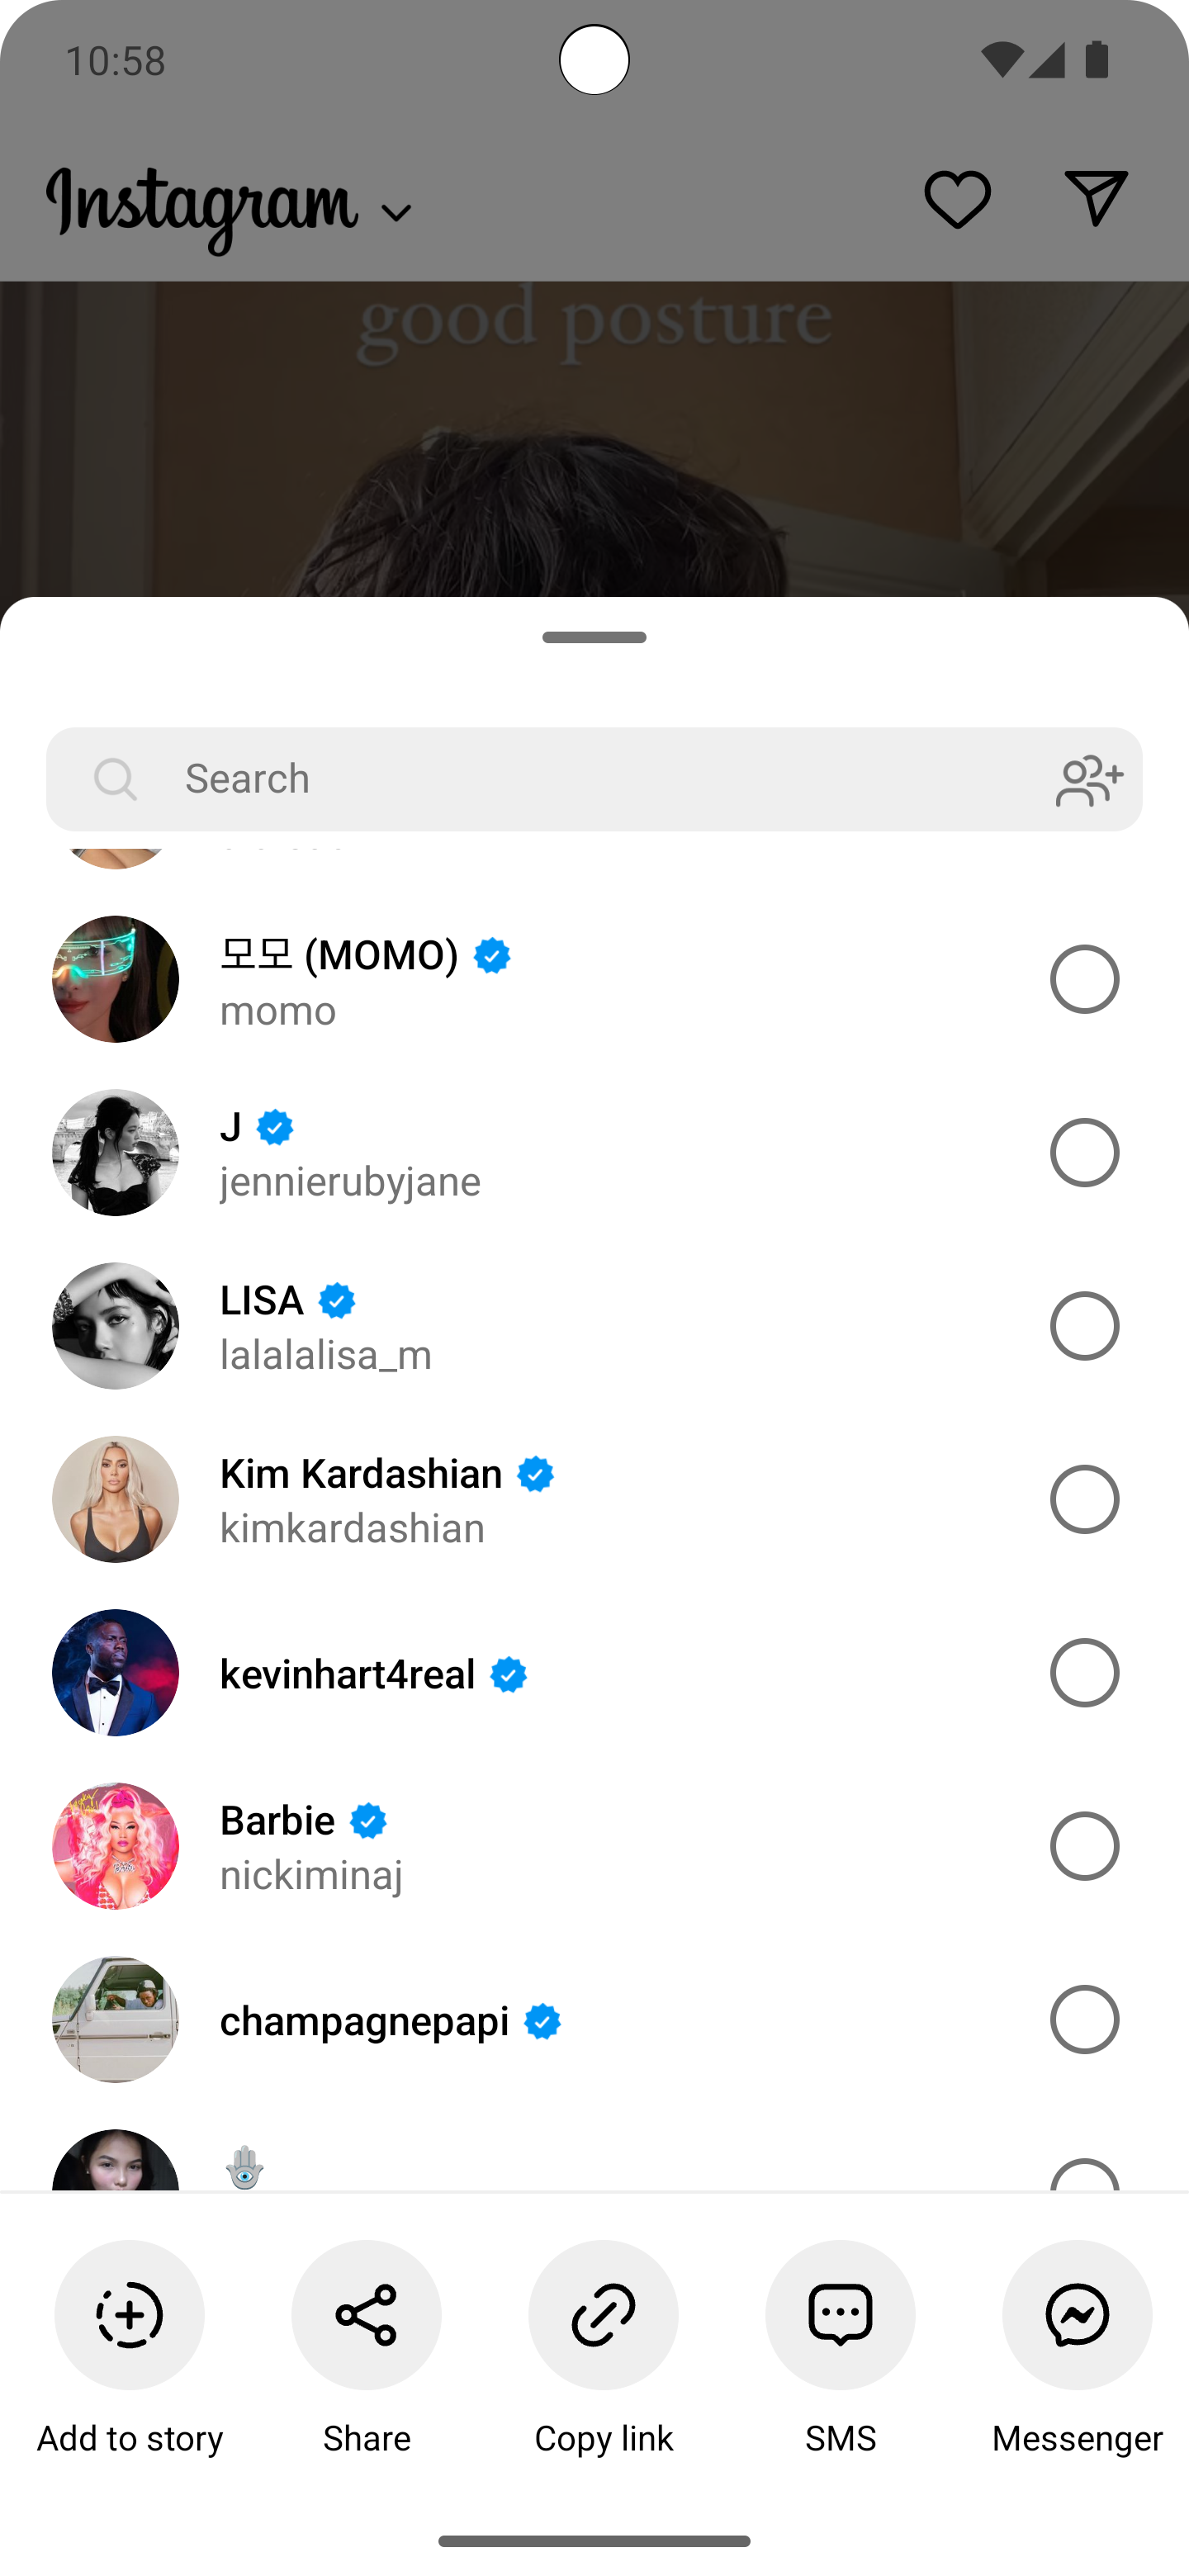 10:58
Instagram
good posture
Search
모모 (MOMO)
momo
J
jennierubyjane
LISA
lalalalisa_m
Kim Kardashian
kimkardashian
kevinhart4real
Barbie
nickiminaj
champagnepapi
Add to story
Share
Copy link
SMS
Messenger